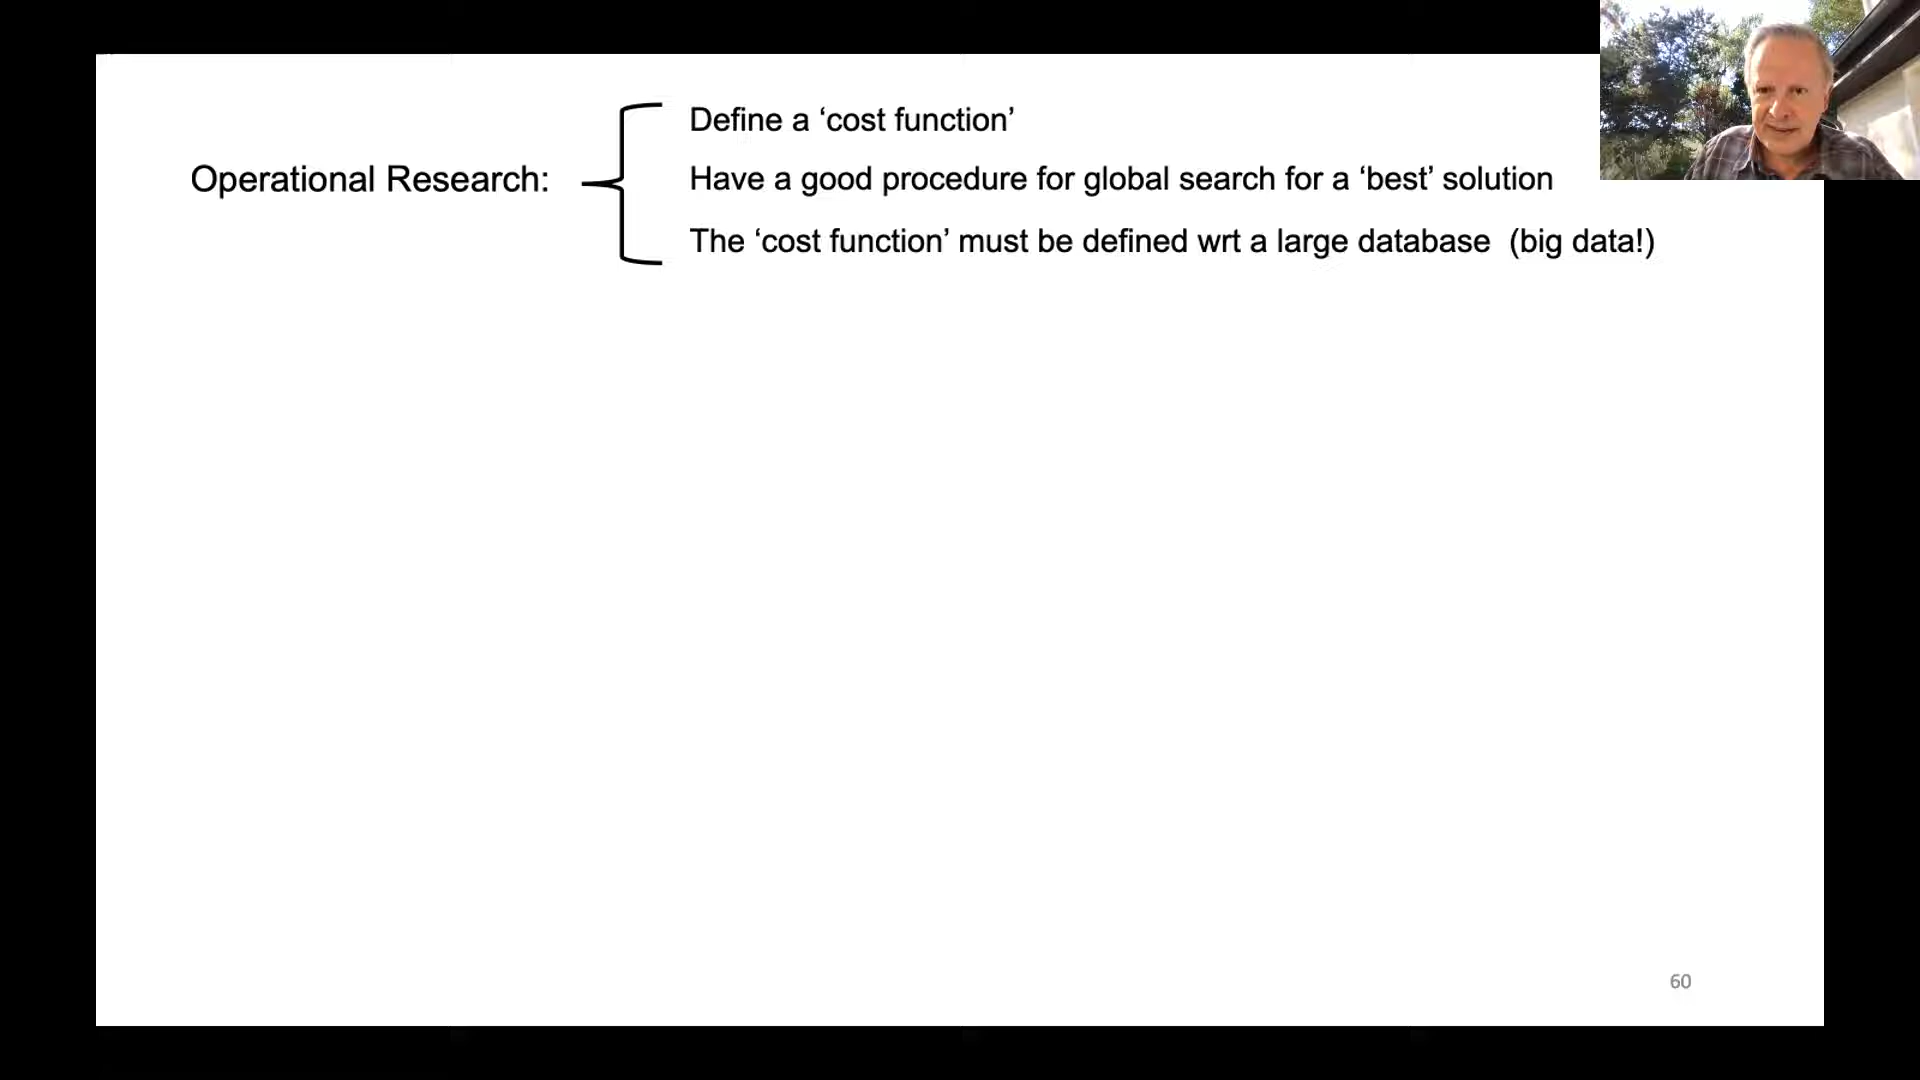 Define a ‘cost function’
Operational Research:
Have a good procedure for global search for a ‘best’ solution
The ‘cost function’ must be defined wrt a large database (big data!)
60